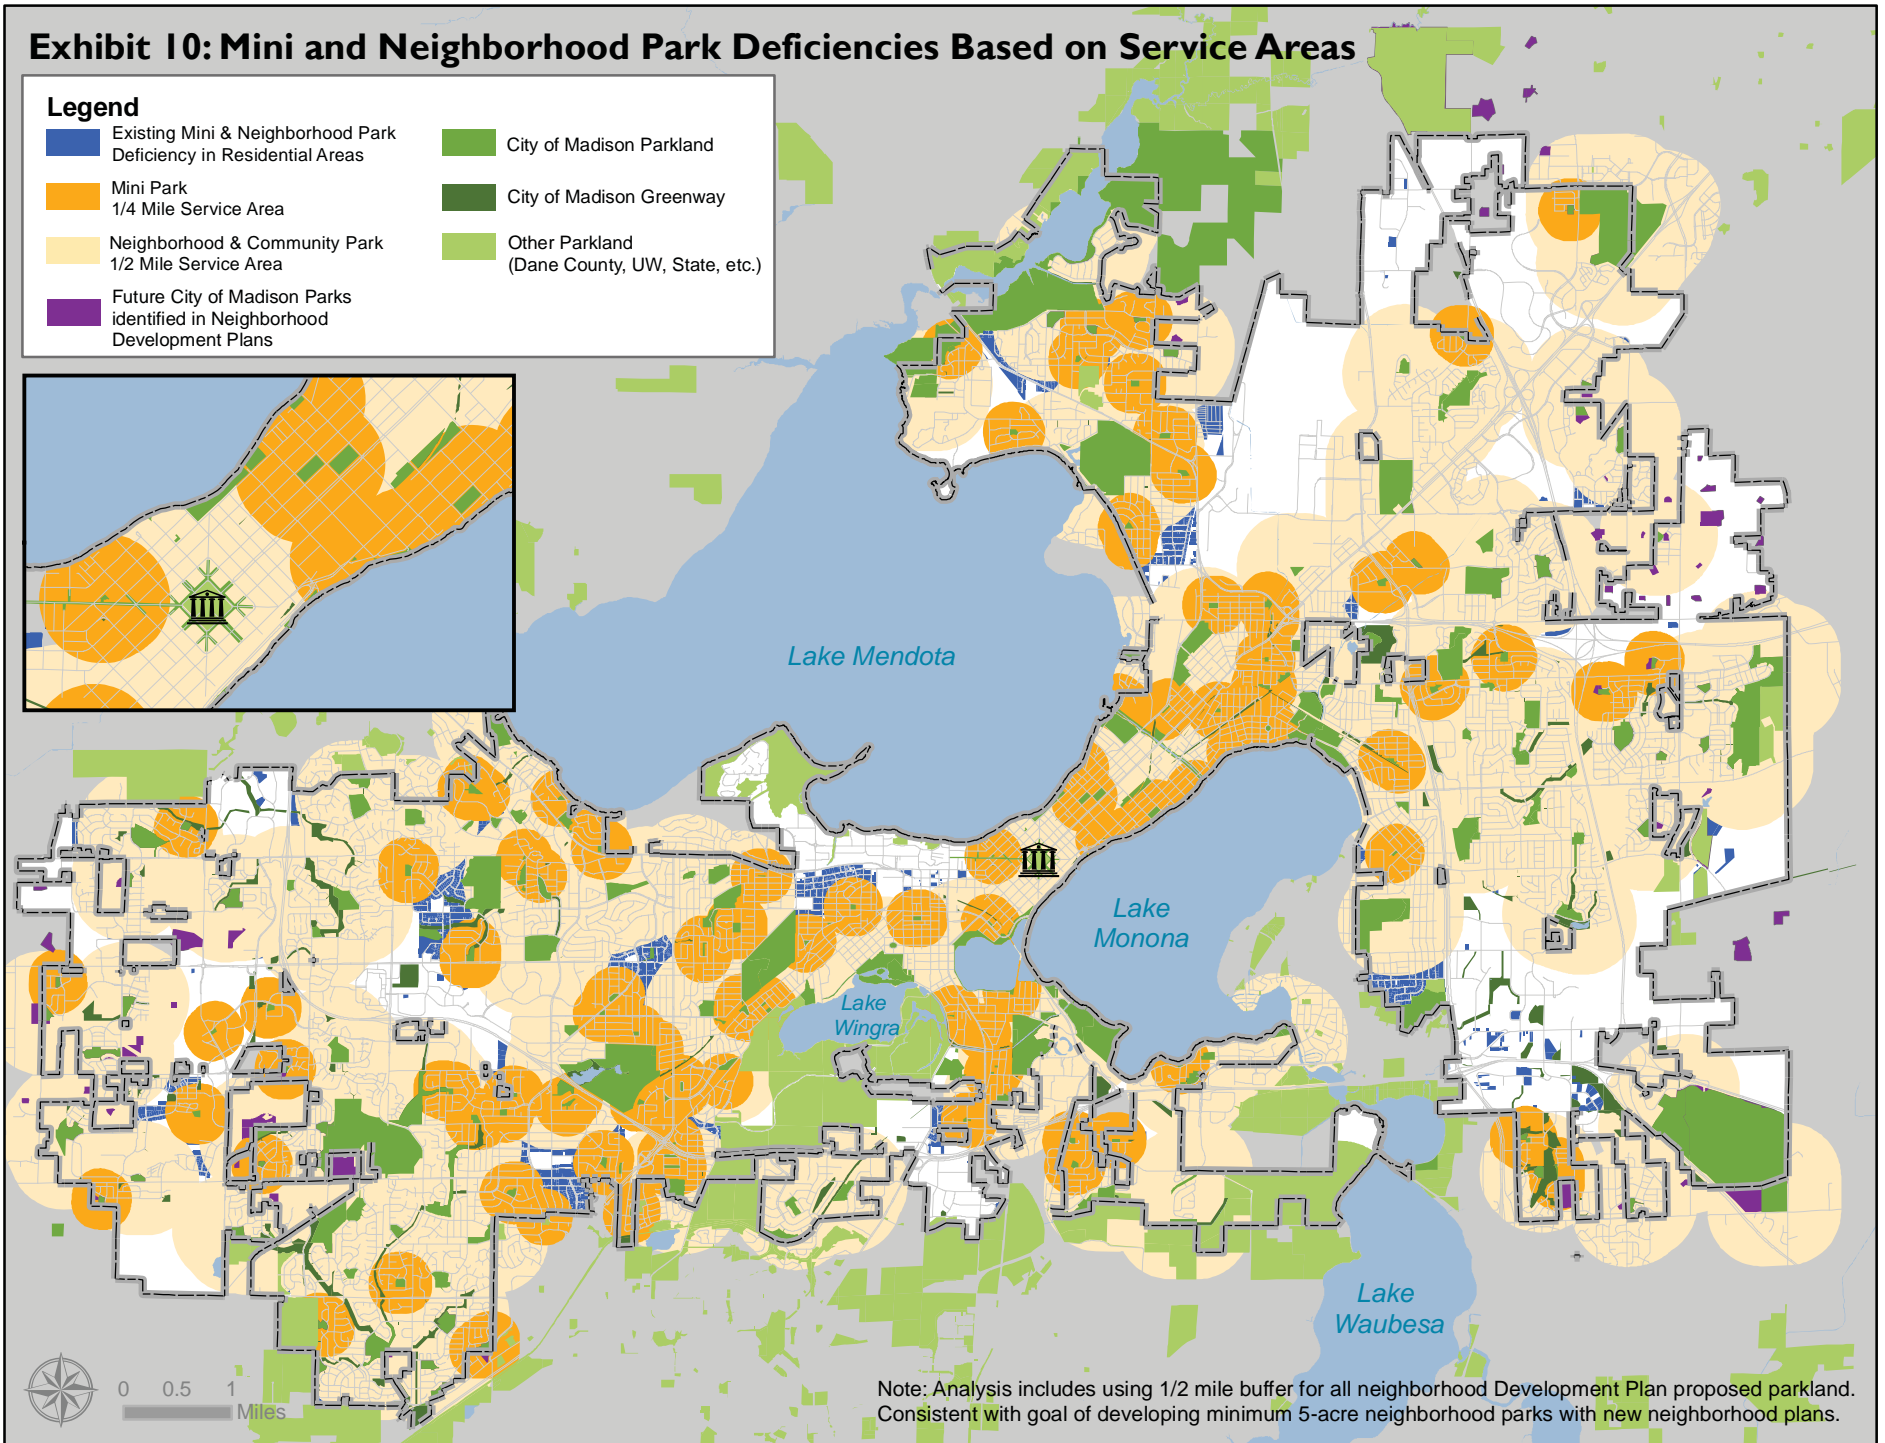 Exhibit 10: Mini and Neighborhood Park Deficiencies Based on Service Areas
Legend
Existing Mini & Neighborhood Park
Deficiency in Residential Areas
Mini Park
1/4 Mile Service Area
Neighborhood & Community Park
1/2 Mile Service Area
Future City of Madison Parks
identified in Neighborhood
Development Plans
City of Madison Parkland
City of Madison Greenway
Other Parkland
(Dane County, UW, State, etc.)
Lake Mendota
Lake
Monona
Lake
Wingra
Lake
Waubesa
0 0.5 1
Miles
Note: Analysis includes using 1/2 mile buffer for all neighborhood Development Plan proposed parkland.
Consistent with goal of developing minimum 5-acre neighborhood parks with new neighborhood plans.